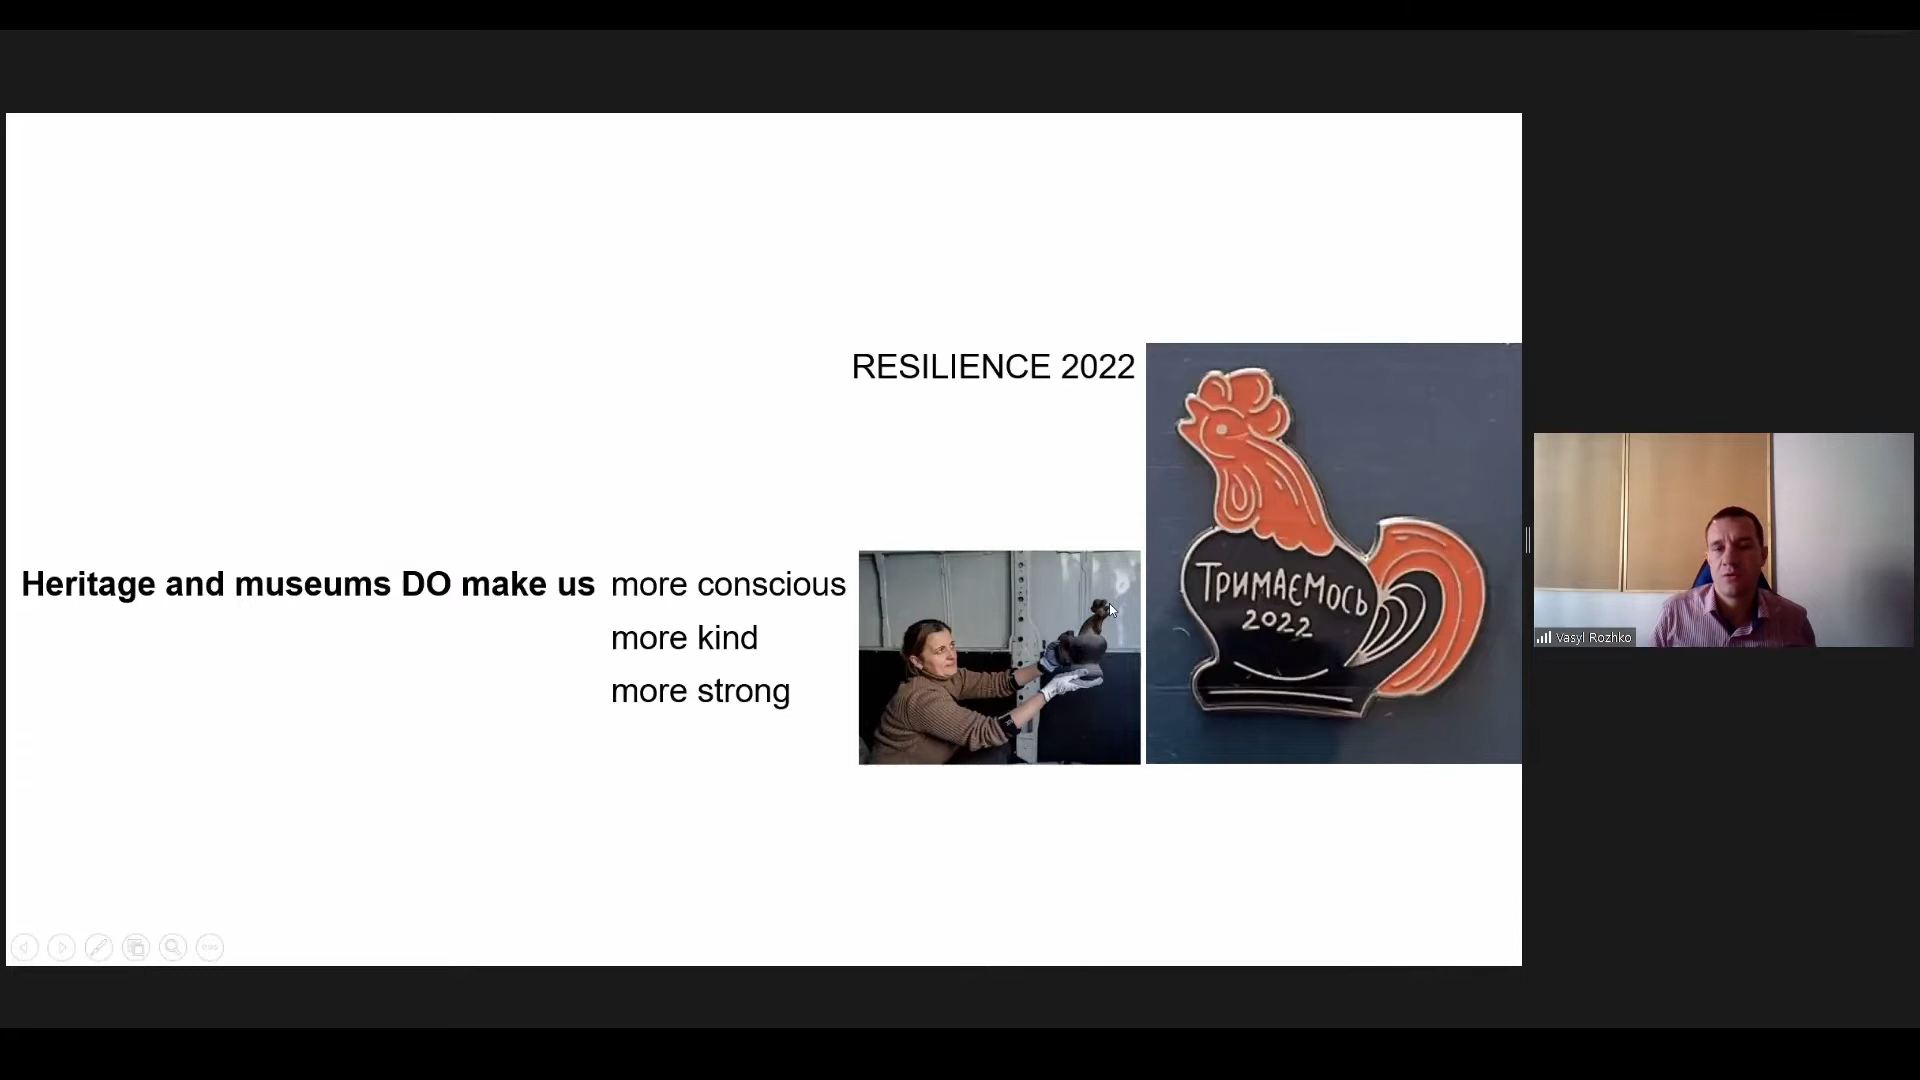 RESILIENCE 2022
Тримаємось
2022
Heritage and museums DO make us more conscious
more kind
more strong
Vasyl Rozhko